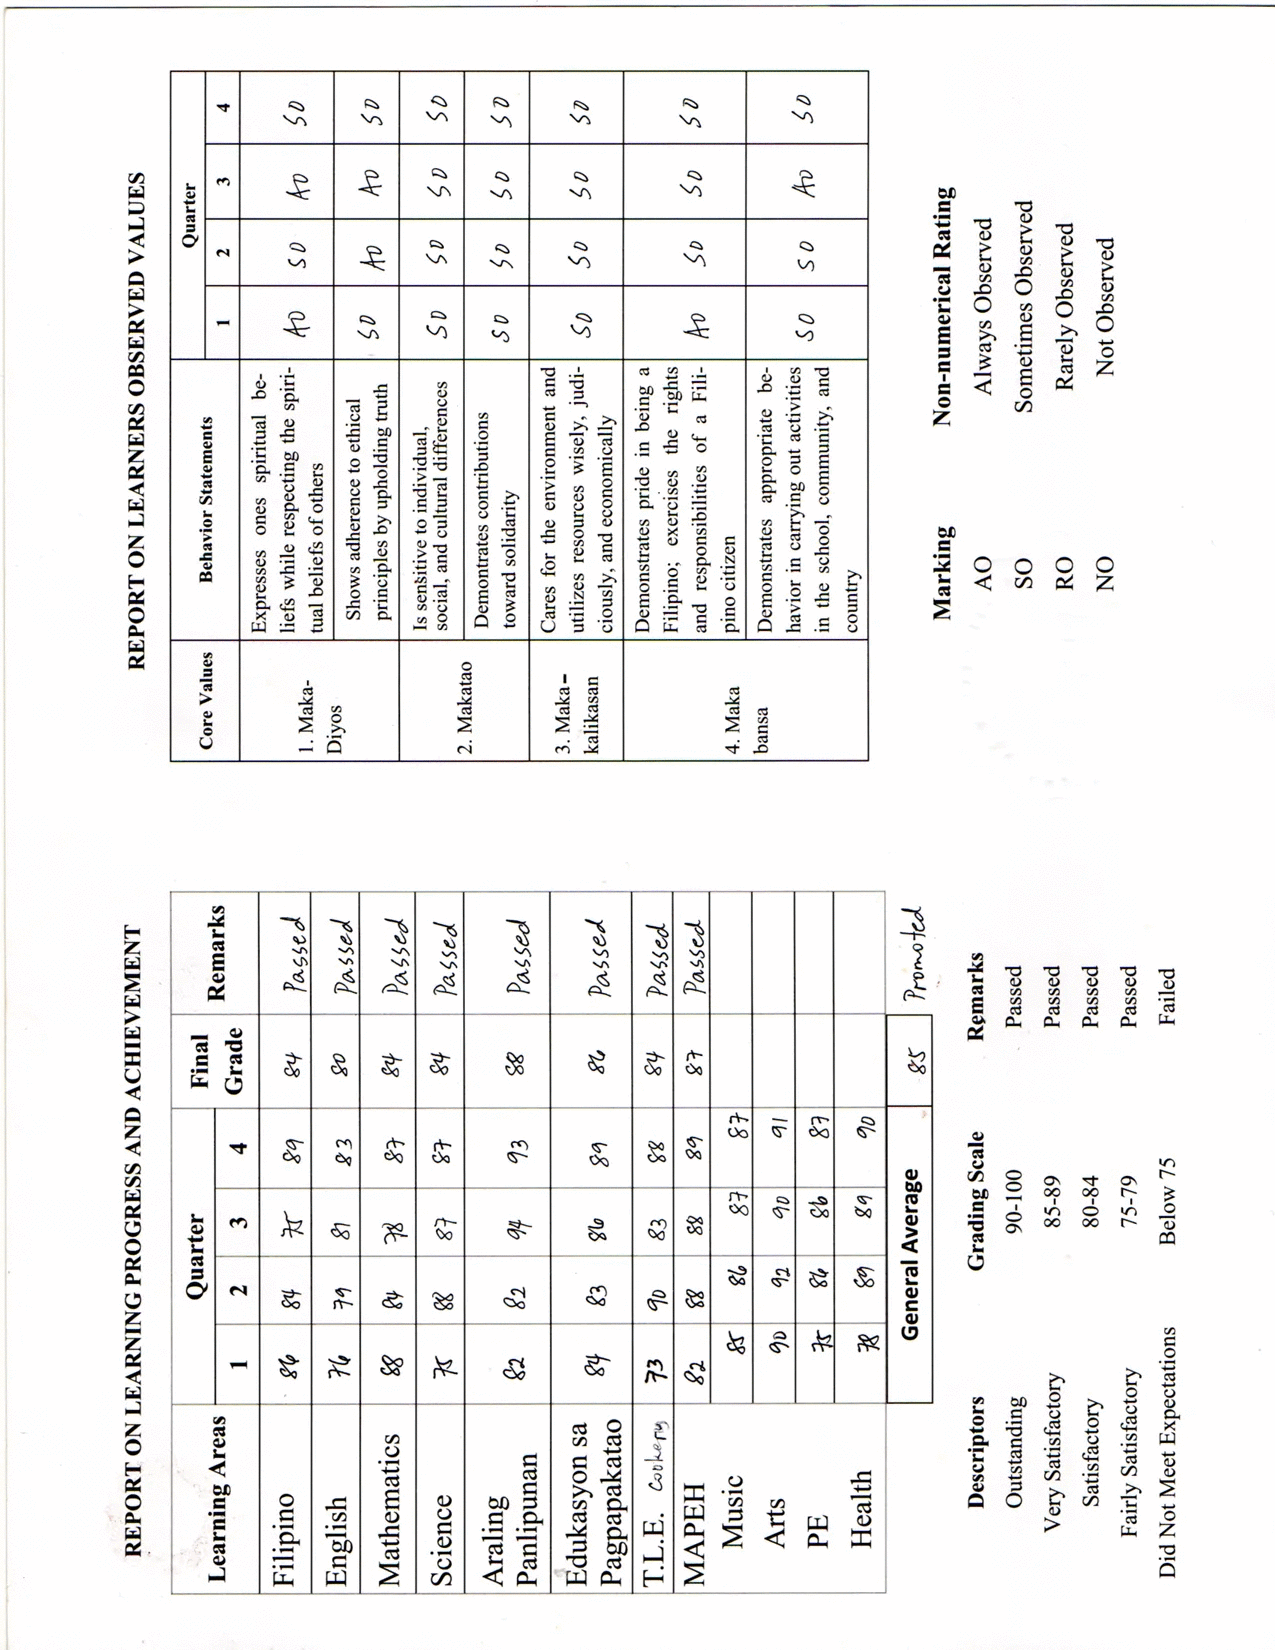 REPORT ON LEARNING PROGRESS AND ACHIEVEMENT
Learning Areas Quarter Final Grade Remarks
1 2 3 4
Filipino 86 84 75 89 84 Passed
English 76 79 81 83 80 Passed
Mathematics 88 84 78 87 84 Passed
Science 75 88 87 87 84 Passed
Araling
Panlipunan 82 82 94 93 88 Passed
Edukasyon sa
Pagpapakatao 84 83 86 89 86 Passed
T.L.E. cookery 73 90 83 88 84 Passed
MAPEH 82 88 88 89 87 Passed
Music 85 86 87 87
Arts 90 92 90 91
PE 75 86 86 87
Health 78 89 89 90
General Average 85 Promoted
Descriptors Grading Scale Remarks
Outstanding 90-100 Passed
Very Satisfactory 85-89 Passed
Satisfactory 80-84 Passed
Fairly Satisfactory 75-79 Passed
Did Not Meet Expectations Below 75 Failed
REPORT ON LEARNERS OBSERVED VALUES
Core Values Behavior Statements Quarter
1 2 3 4
1. Maka-
Diyos
Expresses ones spiritual be-
liefs while respecting the spiri-
tual beliefs of others
AO SO AO SO
Shows adherence to ethical
principles by upholding truth
SO AO AO SO
2. Makatao
Is sensitive to individual,
social, and cultural differences
SO SO SO SO
Demontrates contributions
toward solidarity
SO SO SO SO
3. Maka-
kalikasan
Cares for the environment and
utilizes resources wisely, judi-
ciously, and economically
SO SO SO SO
4. Maka
bansa
Demonstrates pride in being a
Filipino; exercises the rights
and responsibilities of a Fili-
pino citizen
AO SO SO SO
Demonstrates appropriate be-
havior in carrying out activities
in the school, community, and
country
SO SO AO SO
Marking Non-numerical Rating
AO Always Observed
SO Sometimes Observed
RO Rarely Observed
NO Not Observed